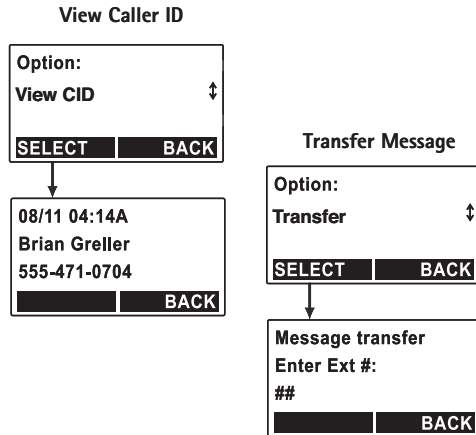 View Caller ID
Option:
View CID
SELECT BACK
08/11 04:14A
Brian Greller
555-471-0704
BACK
Transfer Message
Option:
Transfer
SELECT BACK
Message transfer
Enter Ext #:
##
BACK